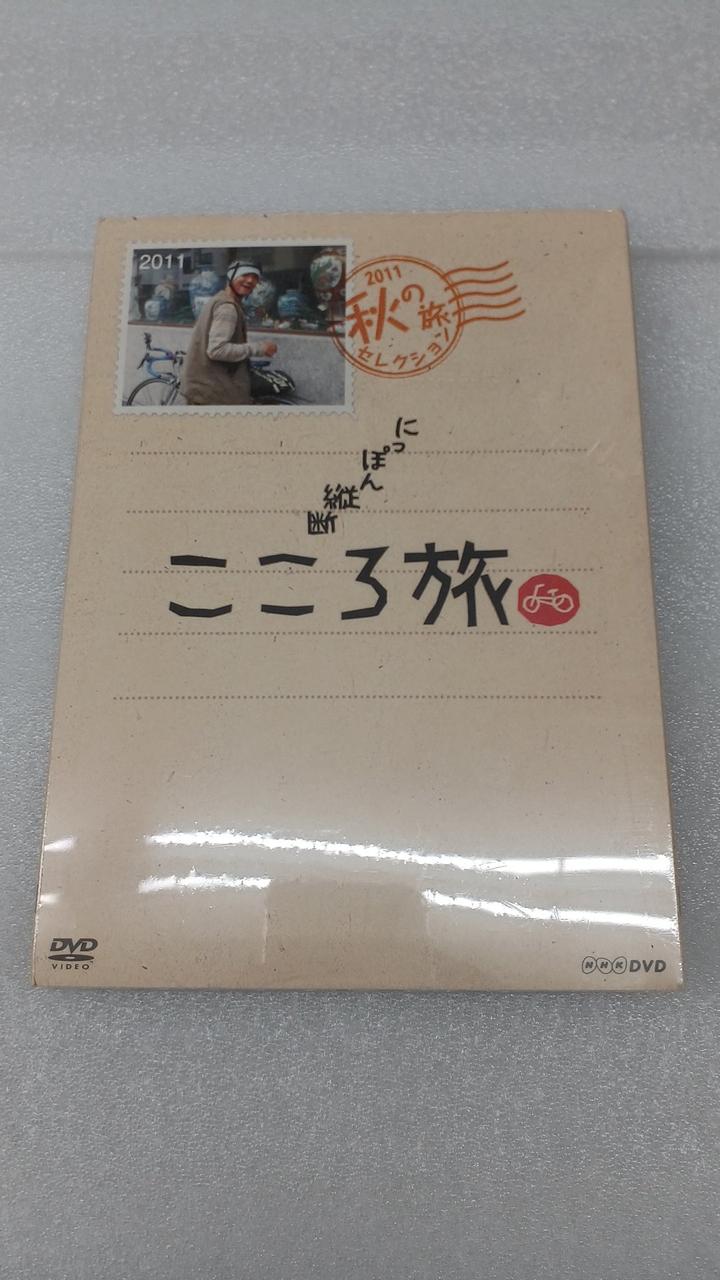 2011
2011
秋の旅
セレクション
にっぽん
縦断
こころ旅
DVD
VIDEO
NHK DVD